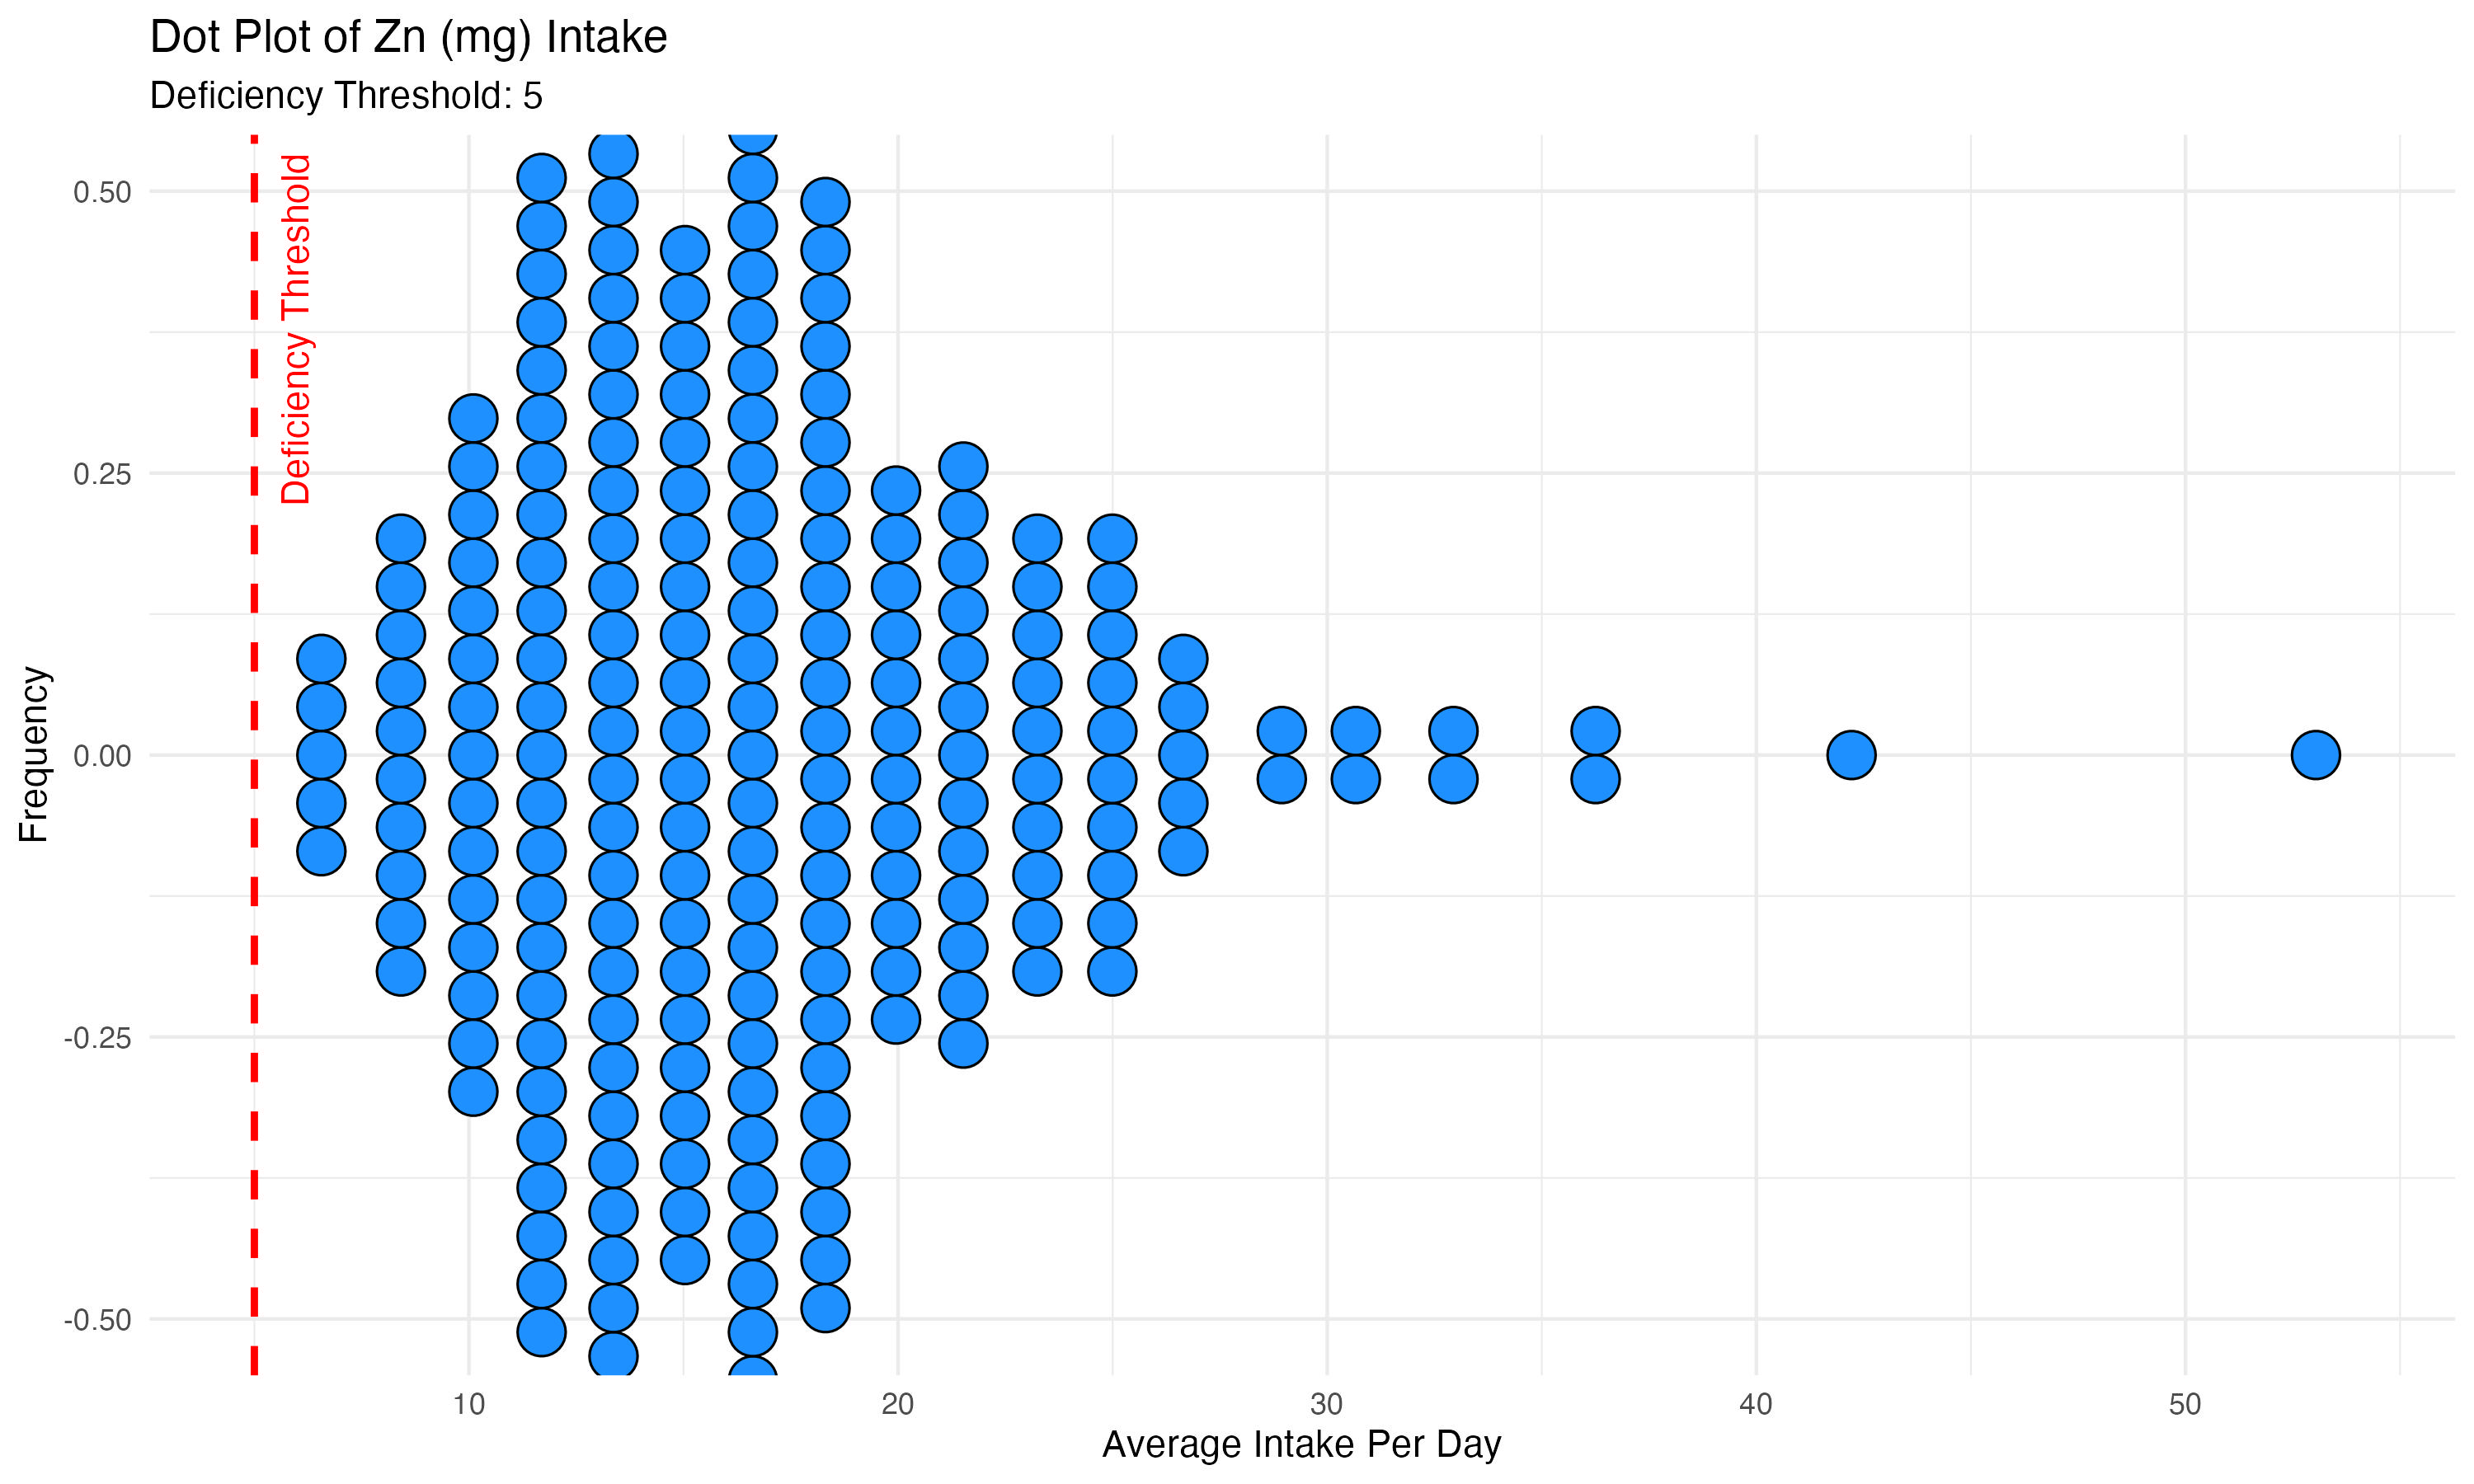 Dot Plot of Zn (mg) Intake
Deficiency Threshold: 5
Deficiency Threshold
Frequency
0.50
0.25
0.00
-0.25
-0.50
10 20 30 40 50
Average Intake Per Day